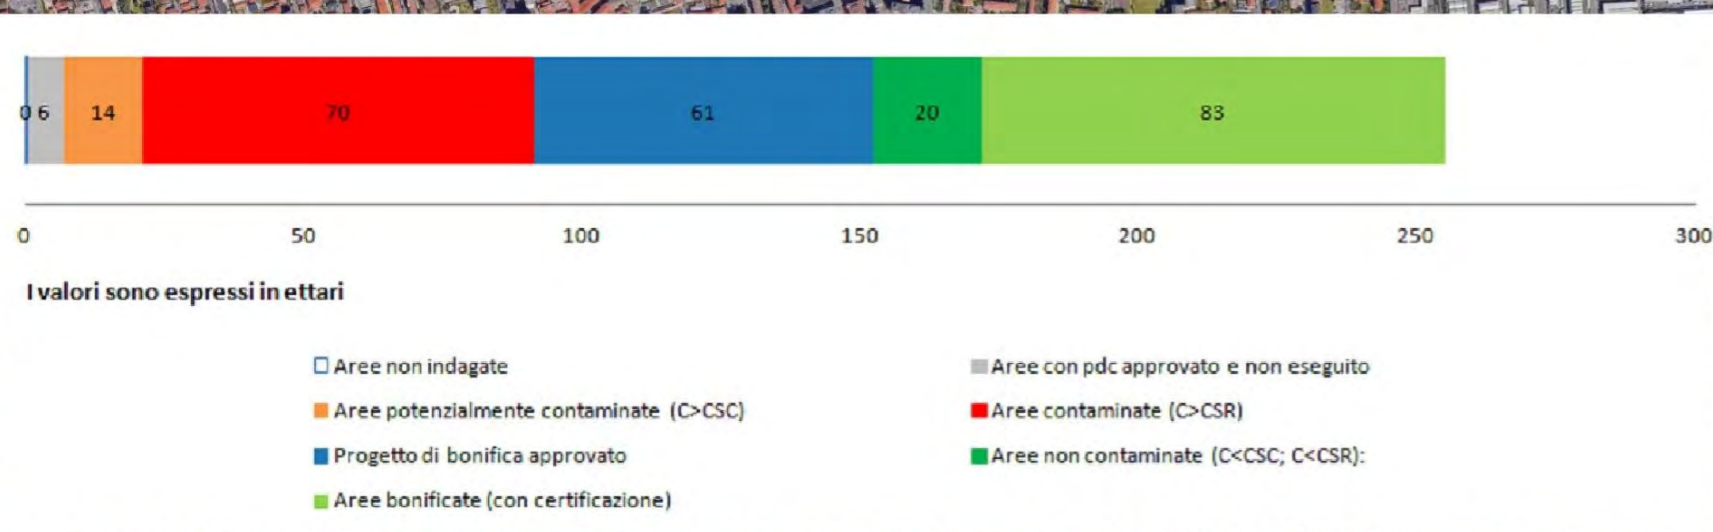 0 6 14 70 61 20 83
0 50 100 150 200 250 300
I valori sono espressi in ettari
Aree non indagate Aree con pdc approvato e non eseguito
Aree potenzialmente contaminate (C>CSC) Aree contaminate (C>CSR)
Progetto di bonifica approvato Aree non contaminate (C<CSC; C<CSR):
Aree bonificate (con certificazione)